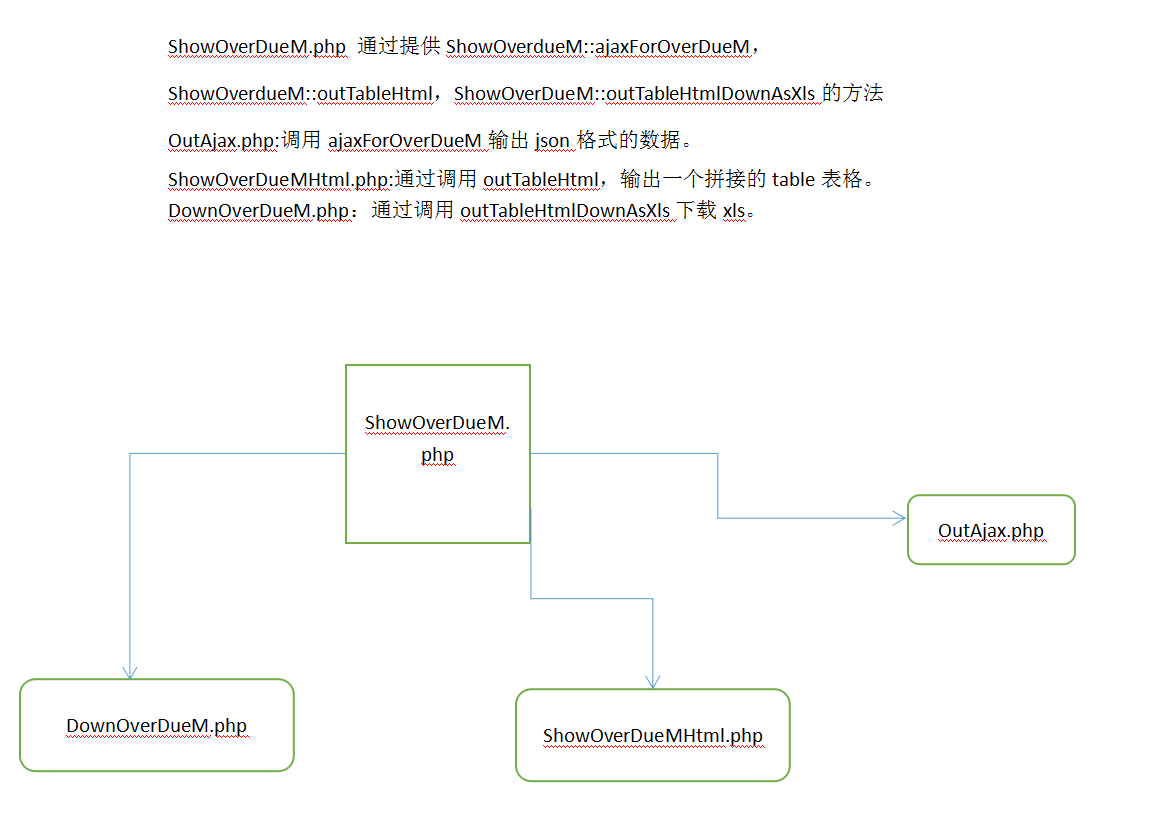 ShowOverDueM.php 通过提供 ShowOverdueM::ajaxForOverDueM，
ShowOverdueM::outTableHtml，ShowOverDueM::outTableHtmlDownAsXls 的方法
OutAjax.php:调用 ajaxForOverDueM 输出 json 格式的数据。
ShowOverDueMHtml.php:通过调用 outTableHtml，输出一个拼接的 table 表格。
DownOverDueM.php：通过调用 outTableHtmlDownAsXls 下载 xls。
ShowOverDueM.
php
OutAjax.php
DownOverDueM.php
ShowOverDueMHtml.php